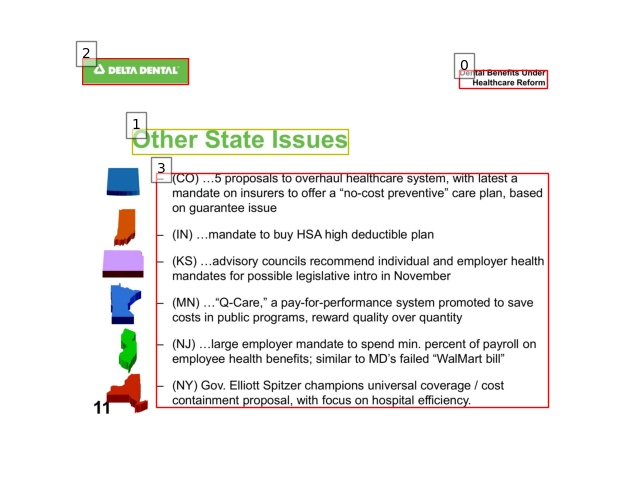 2
DELTA DENTAL
0
Dental Benefits Under
Healthcare Reform
1
Other State Issues
3
– (CO) …5 proposals to overhaul healthcare system, with latest a
mandate on insurers to offer a “no-cost preventive” care plan, based
on guarantee issue
– (IN) …mandate to buy HSA high deductible plan
– (KS) …advisory councils recommend individual and employer health
mandates for possible legislative intro in November
– (MN) …“Q-Care,” a pay-for-performance system promoted to save
costs in public programs, reward quality over quantity
– (NJ) …large employer mandate to spend min. percent of payroll on
employee health benefits; similar to MD’s failed “WalMart bill”
– (NY) Gov. Elliott Spitzer champions universal coverage / cost
containment proposal, with focus on hospital efficiency.
11